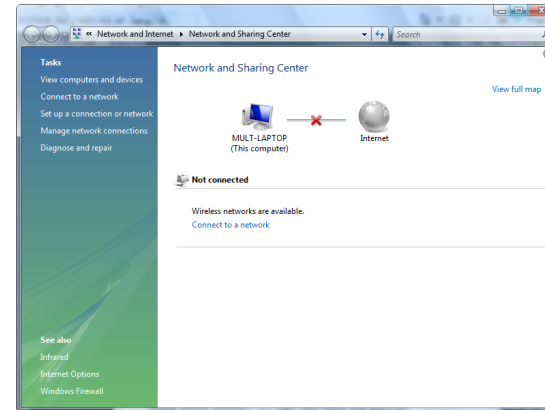 « Network and Internet ▸ Network and Sharing Center
Search
Tasks
View computers and devices
Connect to a network
Set up a connection or network
Manage network connections
Diagnose and repair
See also
Infrared
Internet Options
Windows Firewall
Network and Sharing Center
View full map
MULT-LAPTOP
(This computer)
Internet
Not connected
Wireless networks are available.
Connect to a network